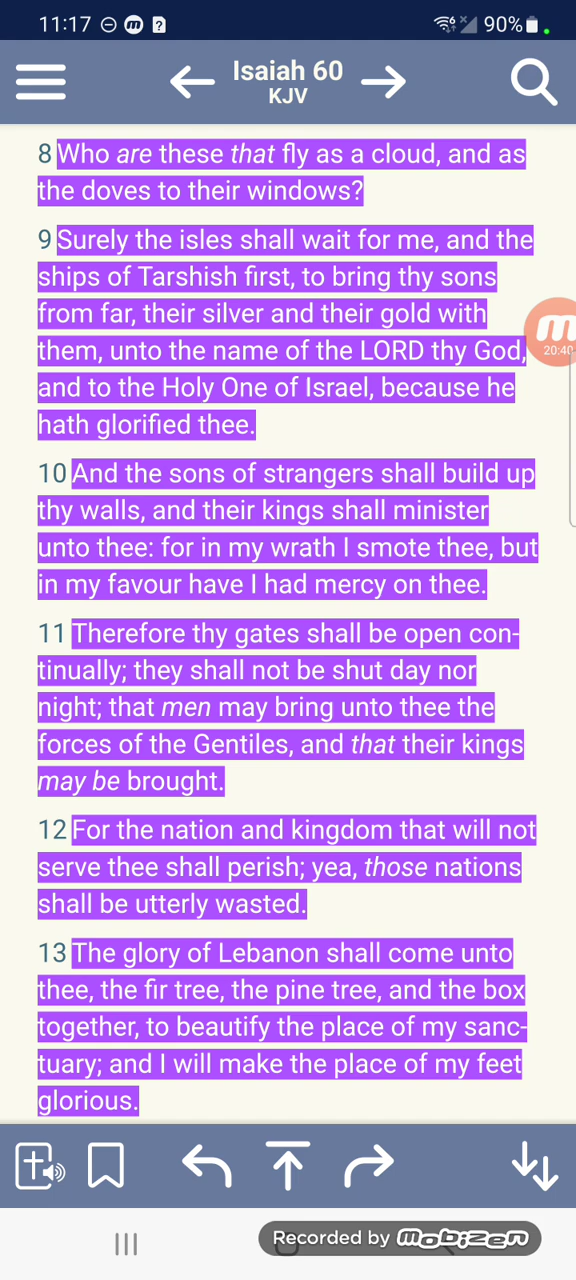 11:17
90%
Isaiah 60
KJV
8 Who are these that fly as a cloud, and as
the doves to their windows?
9 Surely the isles shall wait for me, and the
ships of Tarshish first, to bring thy sons
from far, their silver and their gold with
them, unto the name of the LORD thy God,
and to the Holy One of Israel, because he
hath glorified thee.
20:40
10 And the sons of strangers shall build up
thy walls, and their kings shall minister
unto thee: for in my wrath I smote thee, but
in my favour have I had mercy on thee.
11 Therefore thy gates shall be open con-
tinually; they shall not be shut day nor
night; that men may bring unto thee the
forces of the Gentiles, and that their kings
may be brought.
12 For the nation and kingdom that will not
serve thee shall perish; yea, those nations
shall be utterly wasted.
13 The glory of Lebanon shall come unto
thee, the fir tree, the pine tree, and the box
together, to beautify the place of my sanc-
tuary; and I will make the place of my feet
glorious.
Recorded by mobizen